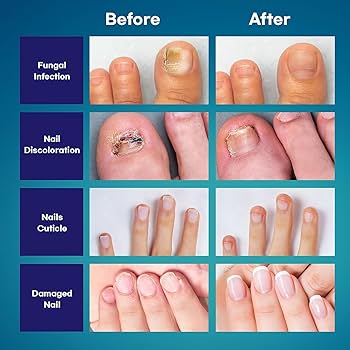 Before
After
Fungal
Infection
Nail
Discoloration
Nails
Cuticle
Damaged
Nail